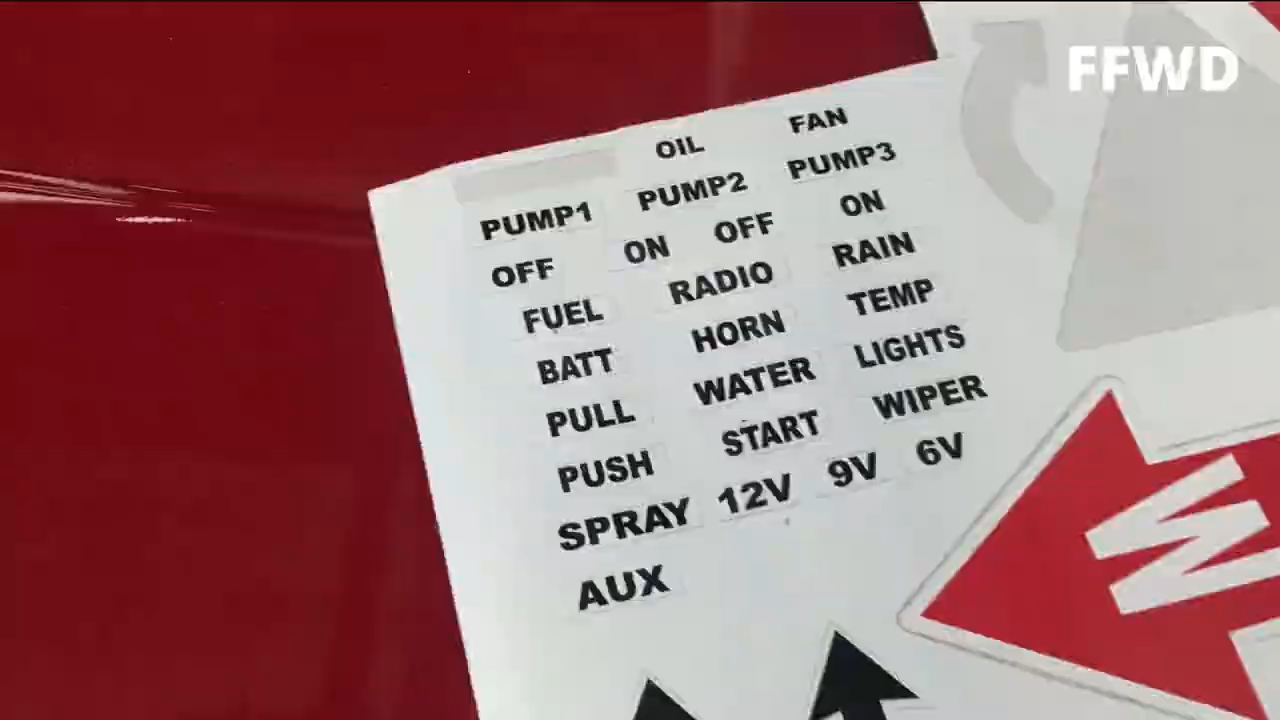 FFWD
OIL FAN
PUMP1 PUMP2 PUMP3
OFF ON OFF ON
FUEL RADIO RAIN
BATT HORN TEMP
PULL WATER LIGHTS
PUSH START WIPER
SPRAY 12V 9V 6V
AUX
W